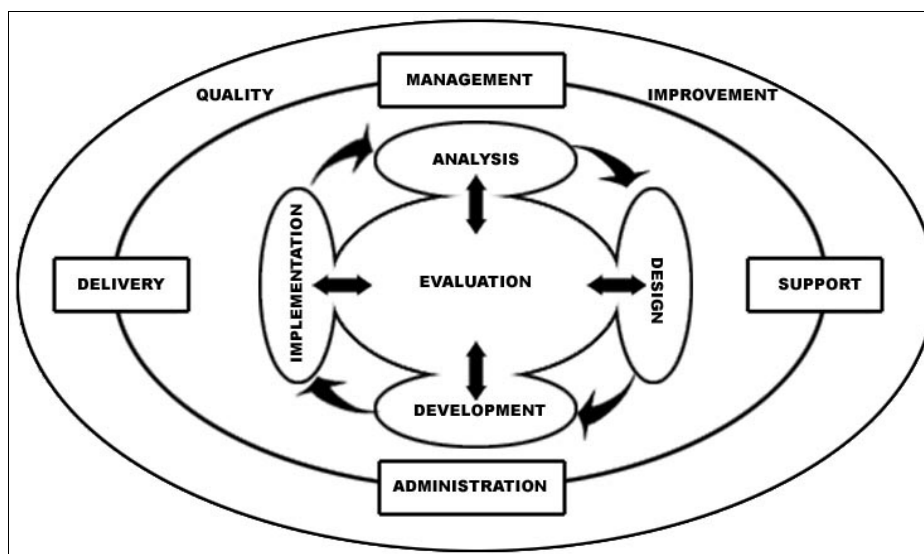 MANAGEMENT
QUALITY
IMPROVEMENT
ANALYSIS
IMPLEMENTATION
DESIGN
DELIVERY
EVALUATION
SUPPORT
DEVELOPMENT
ADMINISTRATION